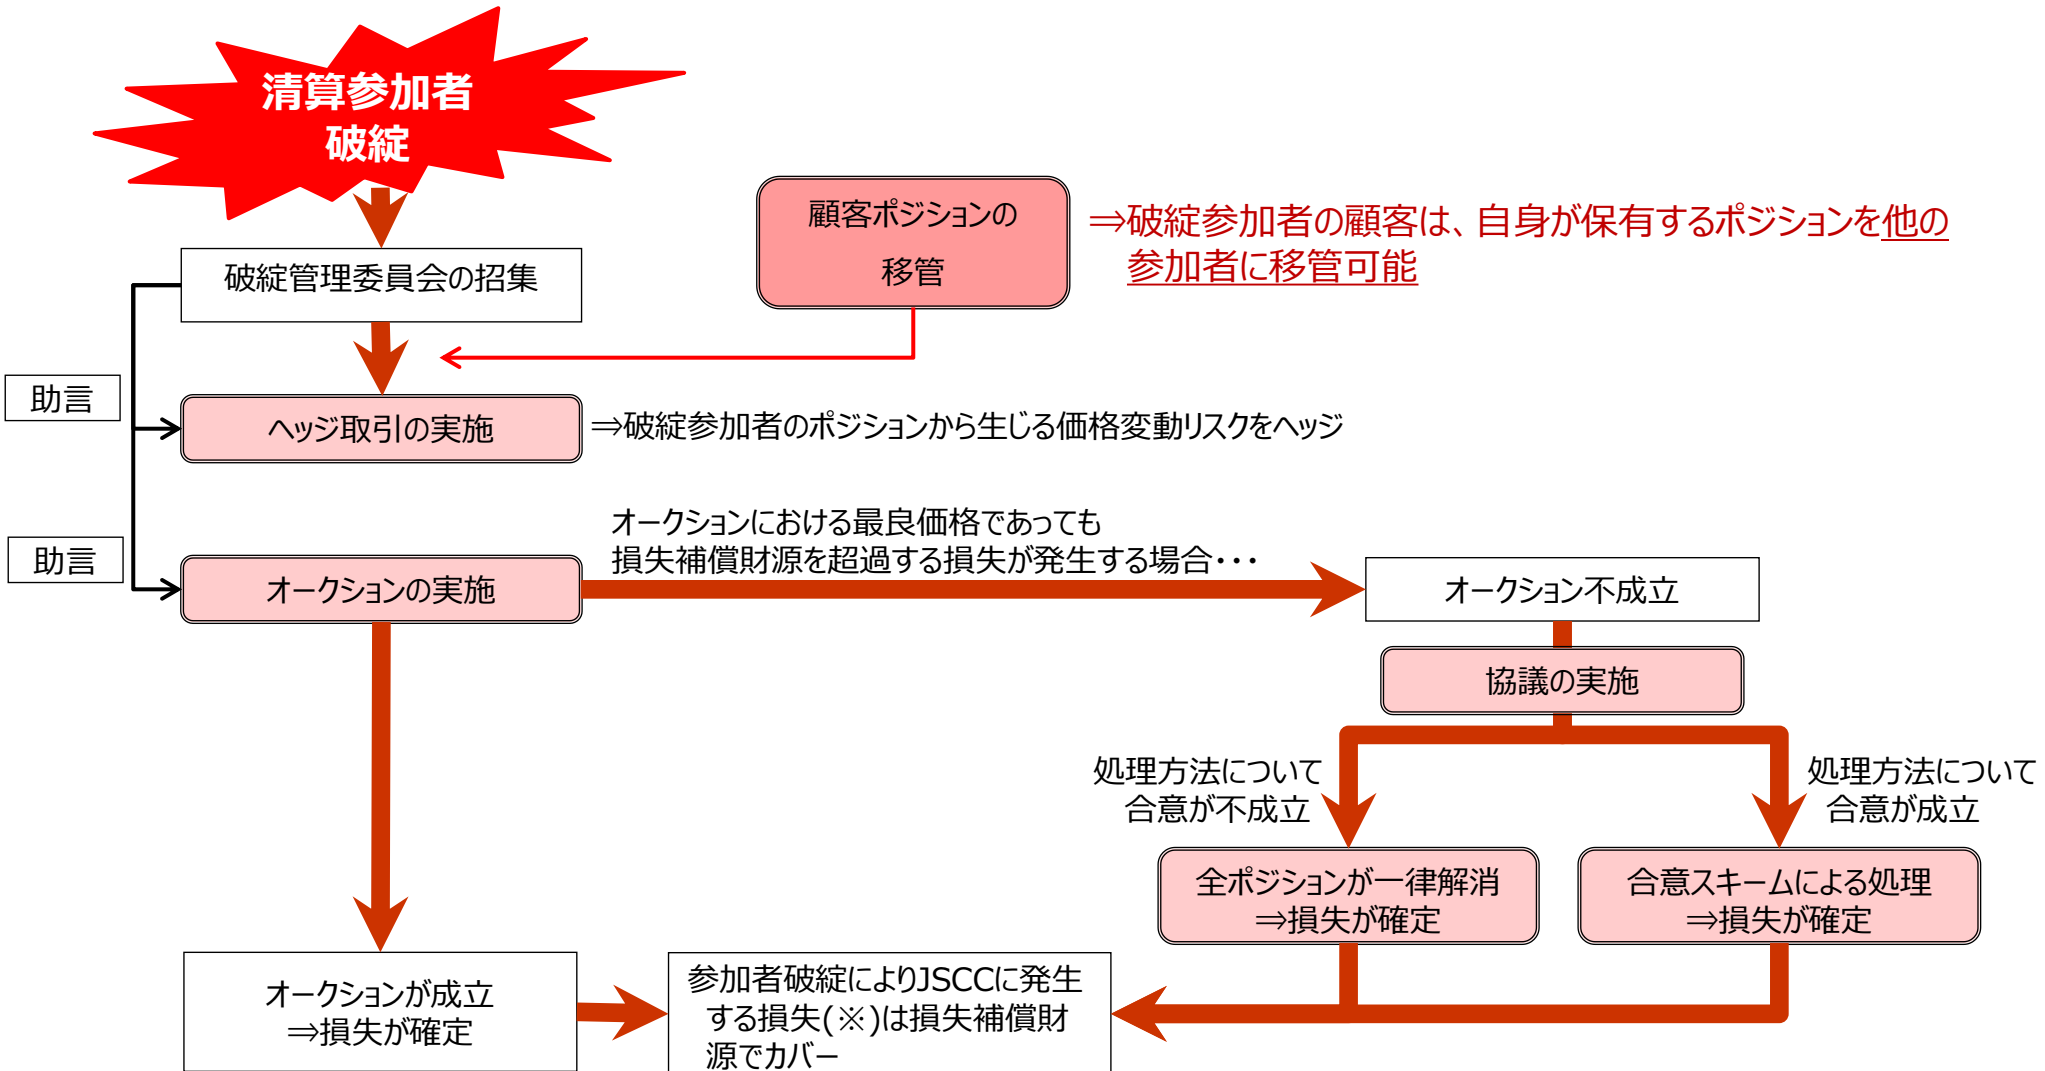 清算参加者
破綻
顧客ポジションの
移管
⇒破綻参加者の顧客は、自身が保有するポジションを他の
参加者に移管可能
破綻管理委員会の招集
助言
ヘッジ取引の実施
⇒破綻参加者のポジションから生じる価格変動リスクをヘッジ
オークションにおける最良価格であっても
損失補償財源を超過する損失が発生する場合・・・
助言
オークションの実施
オークション不成立
協議の実施
処理方法について
合意が不成立
処理方法について
合意が成立
全ポジションが一律解消
⇒損失が確定
合意スキームによる処理
⇒損失が確定
オークションが成立
⇒損失が確定
参加者破綻によりJSCCに発生
する損失(※)は損失補償財
源でカバー